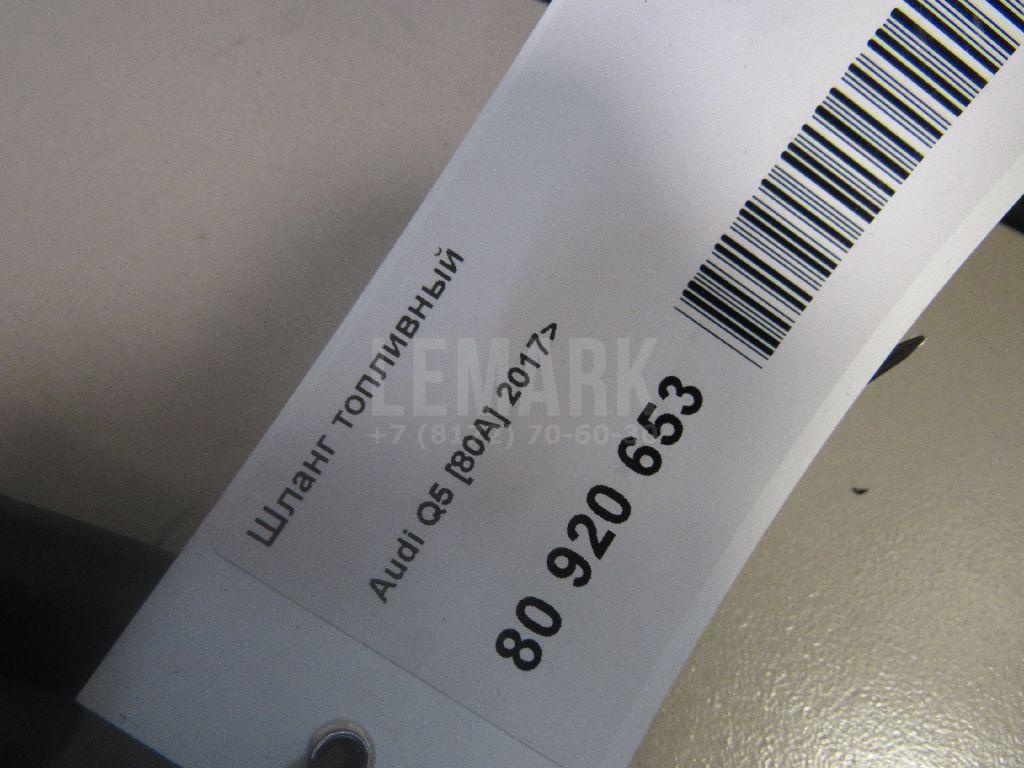 Шланг топливный
Audi Q5 [80A] 2017>
80 920 653
LEMARK